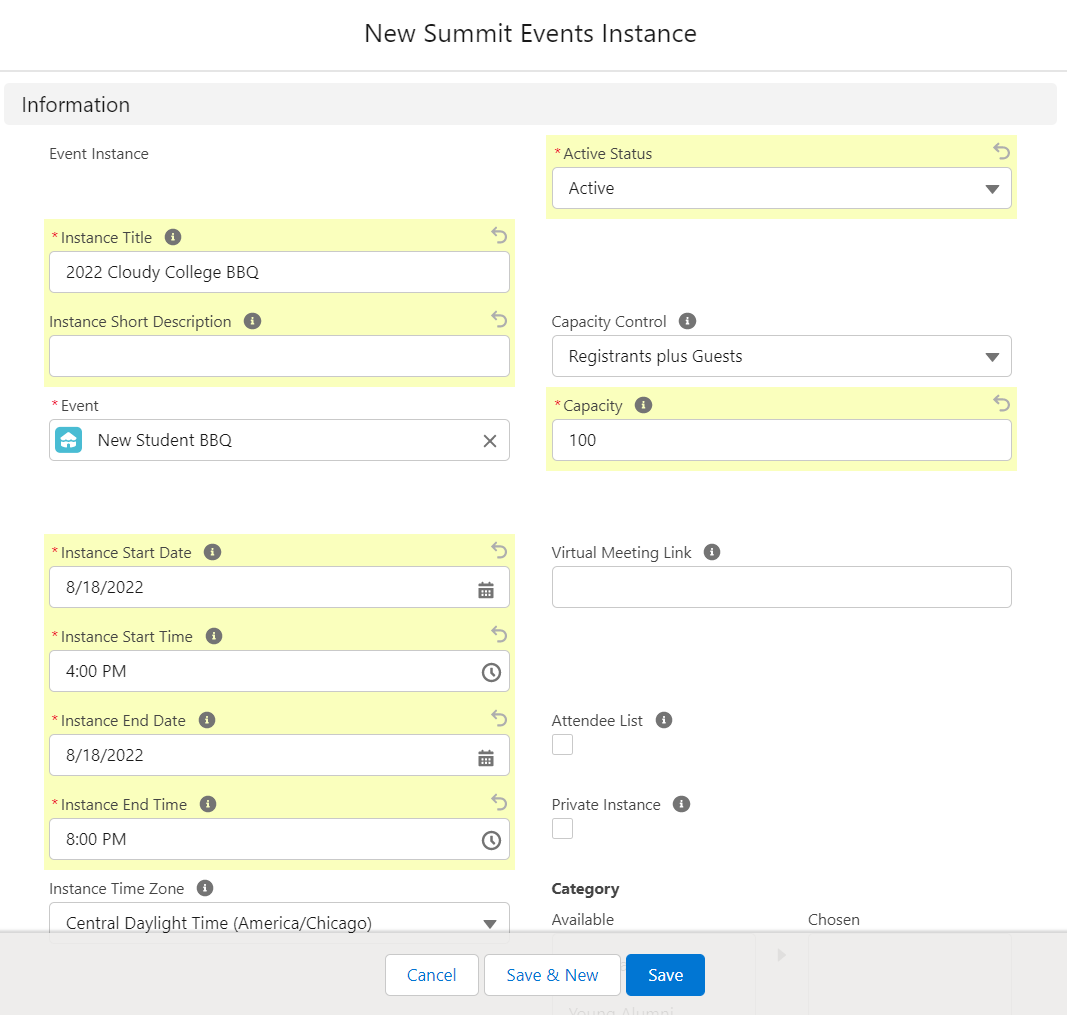 New Summit Events Instance
Information
Event Instance
*Active Status
Active
*Instance Title
2022 Cloudy College BBQ
Instance Short Description
Capacity Control
Registrants plus Guests
*Event
New Student BBQ
*Capacity
100
*Instance Start Date
8/18/2022
Virtual Meeting Link
*Instance Start Time
4:00 PM
*Instance End Date
8/18/2022
Attendee List
*Instance End Time
8:00 PM
Private Instance
Instance Time Zone
Central Daylight Time (America/Chicago)
Category
Available
Chosen
Cancel
Save & New
Save
Young Alumni